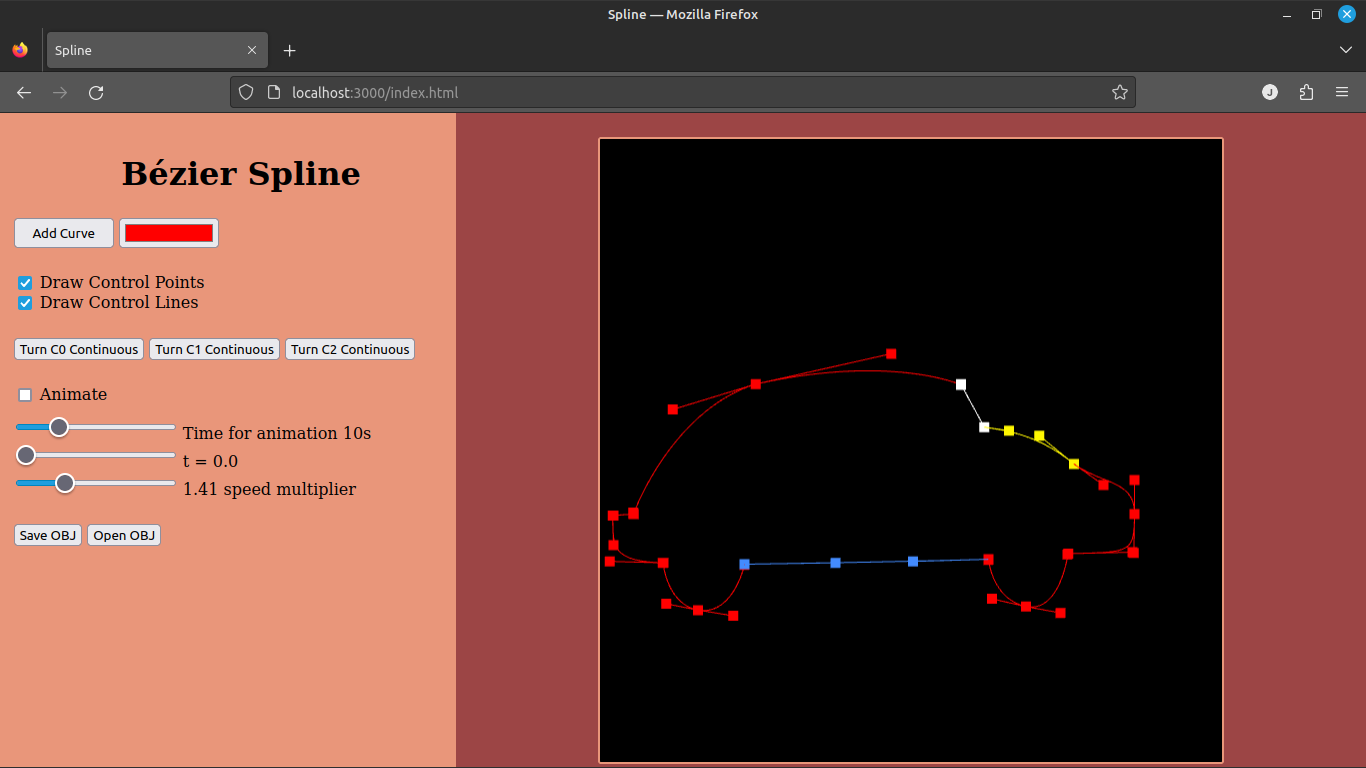 Spline — Mozilla Firefox
Spline
localhost:3000/index.html
J
Bézier Spline
Add Curve
Draw Control Points
Draw Control Lines
Turn C0 Continuous Turn C1 Continuous Turn C2 Continuous
Animate
Time for animation 10s
t = 0.0
1.41 speed multiplier
Save OBJ Open OBJ